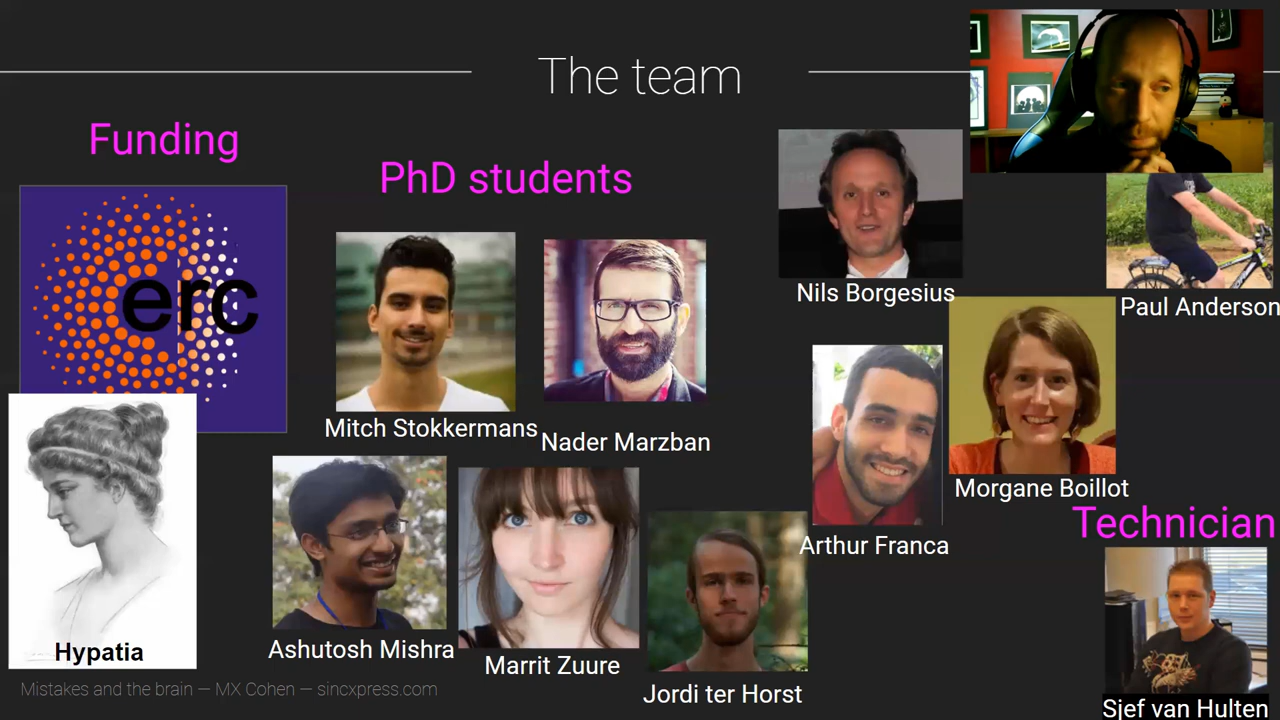 The team
Funding
PhD students
erc
Nils Borgesius
Paul Anderson
Mitch Stokkermans
Nader Marzban
Morgane Boillot
Arthur Franca
Technician
Hypatia
Ashutosh Mishra
Marrit Zuure
Jordi ter Horst
Sjef van Hulten
Mistakes and the brain — MX Cohen — sincxpress.com